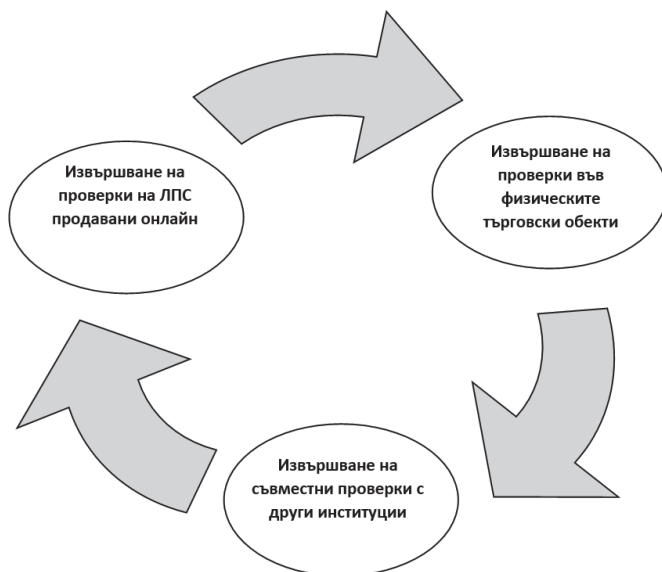 Извършване на
проверки на ЛПС
продавани онлайн
Извършване на
проверки във
физическите
търговски обекти
Извършване на
съвместни проверки с
други институции